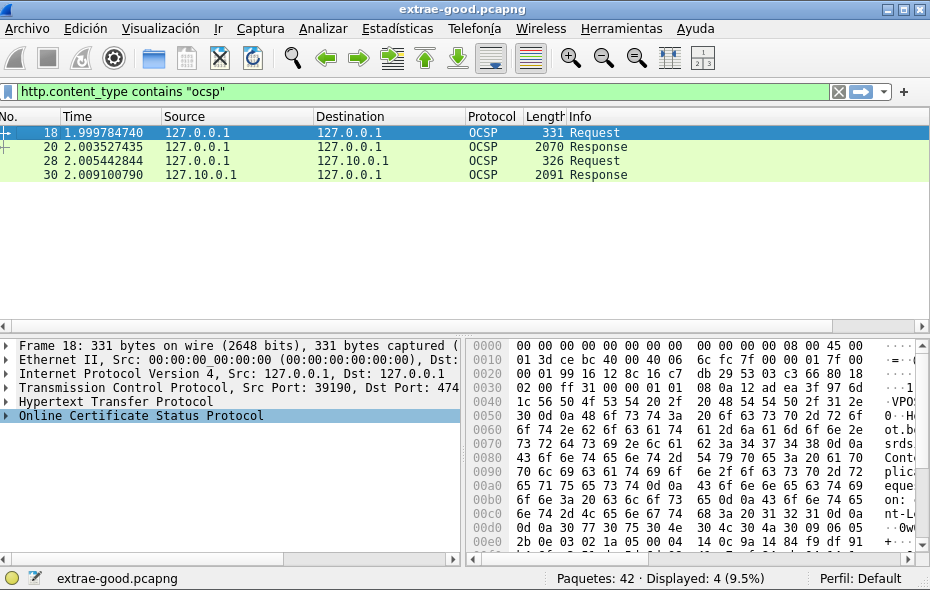 extrae-good.pcapng
Archivo Edición Visualización Ir Captura Analizar Estadísticas Telefonía Wireless Herramientas Ayuda
http.content_type contains "ocsp"
No. Time Source Destination Protocol Length Info
18 1.999784740 127.0.0.1 127.0.0.1 OCSP 331 Request
20 2.003527435 127.0.0.1 127.0.0.1 OCSP 2070 Response
28 2.005442844 127.0.0.1 127.10.0.1 OCSP 326 Request
30 2.009100790 127.10.0.1 127.0.0.1 OCSP 2091 Response
Frame 18: 331 bytes on wire (2648 bits), 331 bytes captured (
Ethernet II, Src: 00:00:00_00:00:00 (00:00:00:00:00:00), Dst:
Internet Protocol Version 4, Src: 127.0.0.1, Dst: 127.0.0.1
Transmission Control Protocol, Src Port: 39190, Dst Port: 474
Hypertext Transfer Protocol
Online Certificate Status Protocol
0000 00 00 00 00 00 00 00 00 00 00 00 00 08 00 45 00 ····
0010 01 3d ce bc 40 00 40 06 6c fc 7f 00 00 01 7f 00 ·=··
0020 00 01 99 16 12 8c 16 c7 db 29 53 03 c3 66 80 18 ····
0030 02 00 ff 31 00 00 01 01 08 0a 12 ad ea 3f 97 6d ···1
0040 1c 56 50 4f 53 54 20 2f 20 48 54 54 50 2f 31 2e ·VPO
0050 30 0d 0a 48 6f 73 74 3a 20 6f 63 73 70 2d 72 6f 0··H
0060 6f 74 2e 62 6f 63 61 74 61 2d 6a 61 6d 6f 6e 2e ot.b
0070 73 72 64 73 69 2e 6c 61 62 3a 34 37 34 38 0d 0a srds
0080 43 6f 6e 74 65 6e 74 2d 54 79 70 65 3a 20 61 70 Cont
0090 70 6c 69 63 61 74 69 6f 6e 2f 6f 63 73 70 2d 72 plic
00a0 65 71 75 65 73 74 0d 0a 43 6f 6e 6e 65 63 74 69 eque
00b0 6f 6e 3a 20 63 6c 6f 73 65 0d 0a 43 6f 6e 74 65 on:
00c0 6e 74 2d 4c 65 6e 67 74 68 3a 20 31 32 31 0d 0a nt-L
00d0 0d 0a 30 77 30 75 30 4e 30 4c 30 4a 30 09 06 05 ··0w
00e0 2b 0e 03 02 1a 05 00 04 14 0c 9a 14 84 f9 df 91 +···
extrae-good.pcapng Paquetes: 42 · Displayed: 4 (9.5%) Perfil: Default